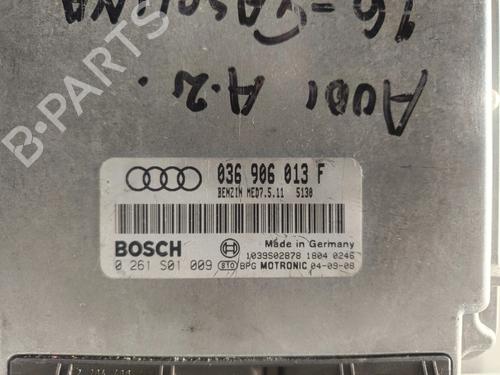 16-GASOLINA
AUDI A.2.
036 906 013 F
BENZIN MED7.5.11 5130
BOSCH
Made in Germany
1039S02878 1804 0246
0 261 S01 009 STO BPG MOTRONIC 04-09-08
B-Parts